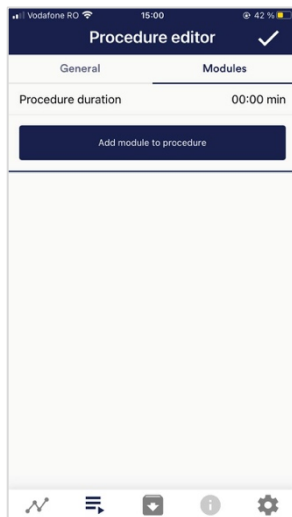 Vodafone RO 15:00 42 %
Procedure editor
General Modules
Procedure duration 00:00 min
Add module to procedure